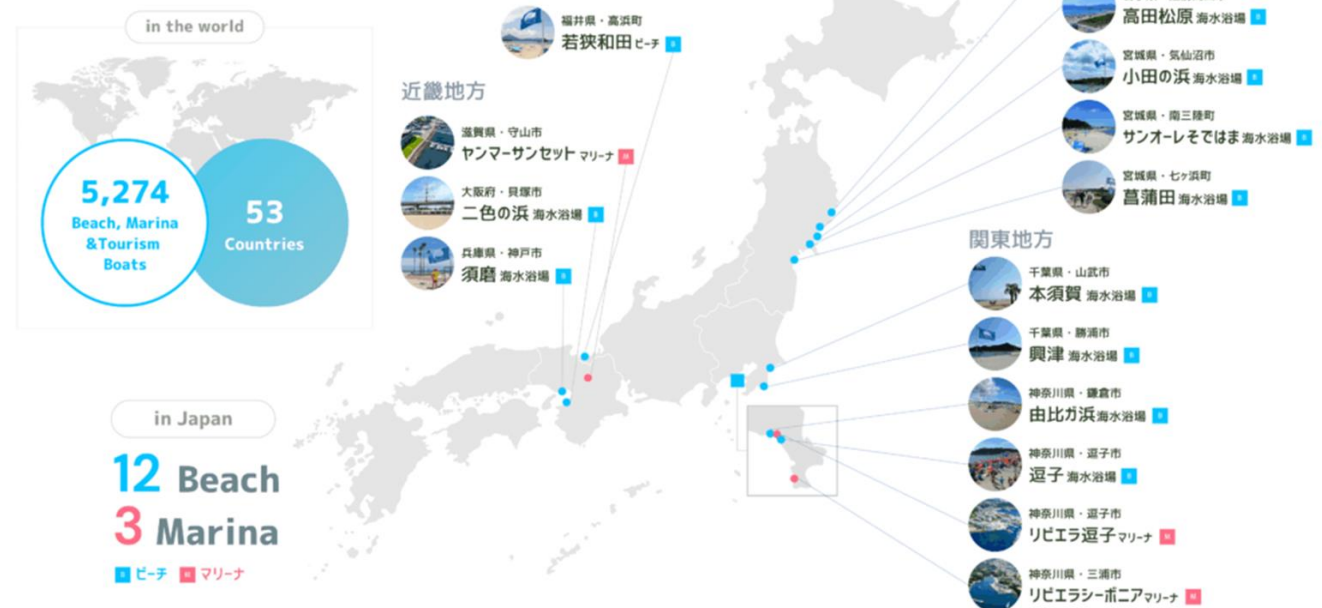 in the world
5,274
Beach, Marina
&Tourism
Boats
53
Countries
in Japan
12 Beach
3 Marina
ビーチ マリーナ
福井県・高浜町
若狭和田ビーチ
近畿地方
滋賀県・守山市
ヤンマーサンセットマリーナ
大阪府・貝塚市
二色の浜 海水浴場
兵庫県・神戸市
須磨 海水浴場
高田松原 海水浴場
宮城県・気仙沼市
小田の浜 海水浴場
宮城県・南三陸町
サンオーレそではま 海水浴場
宮城県・七ヶ浜町
菖蒲田 海水浴場
関東地方
千葉県・山武市
本須賀 海水浴場
千葉県・勝浦市
興津 海水浴場
神奈川県・鎌倉市
由比ガ浜海水浴場
神奈川県・逗子市
逗子 海水浴場
神奈川県・逗子市
リビエラ逗子マリーナ
神奈川県・三浦市
リビエラシーボニアマリーナ